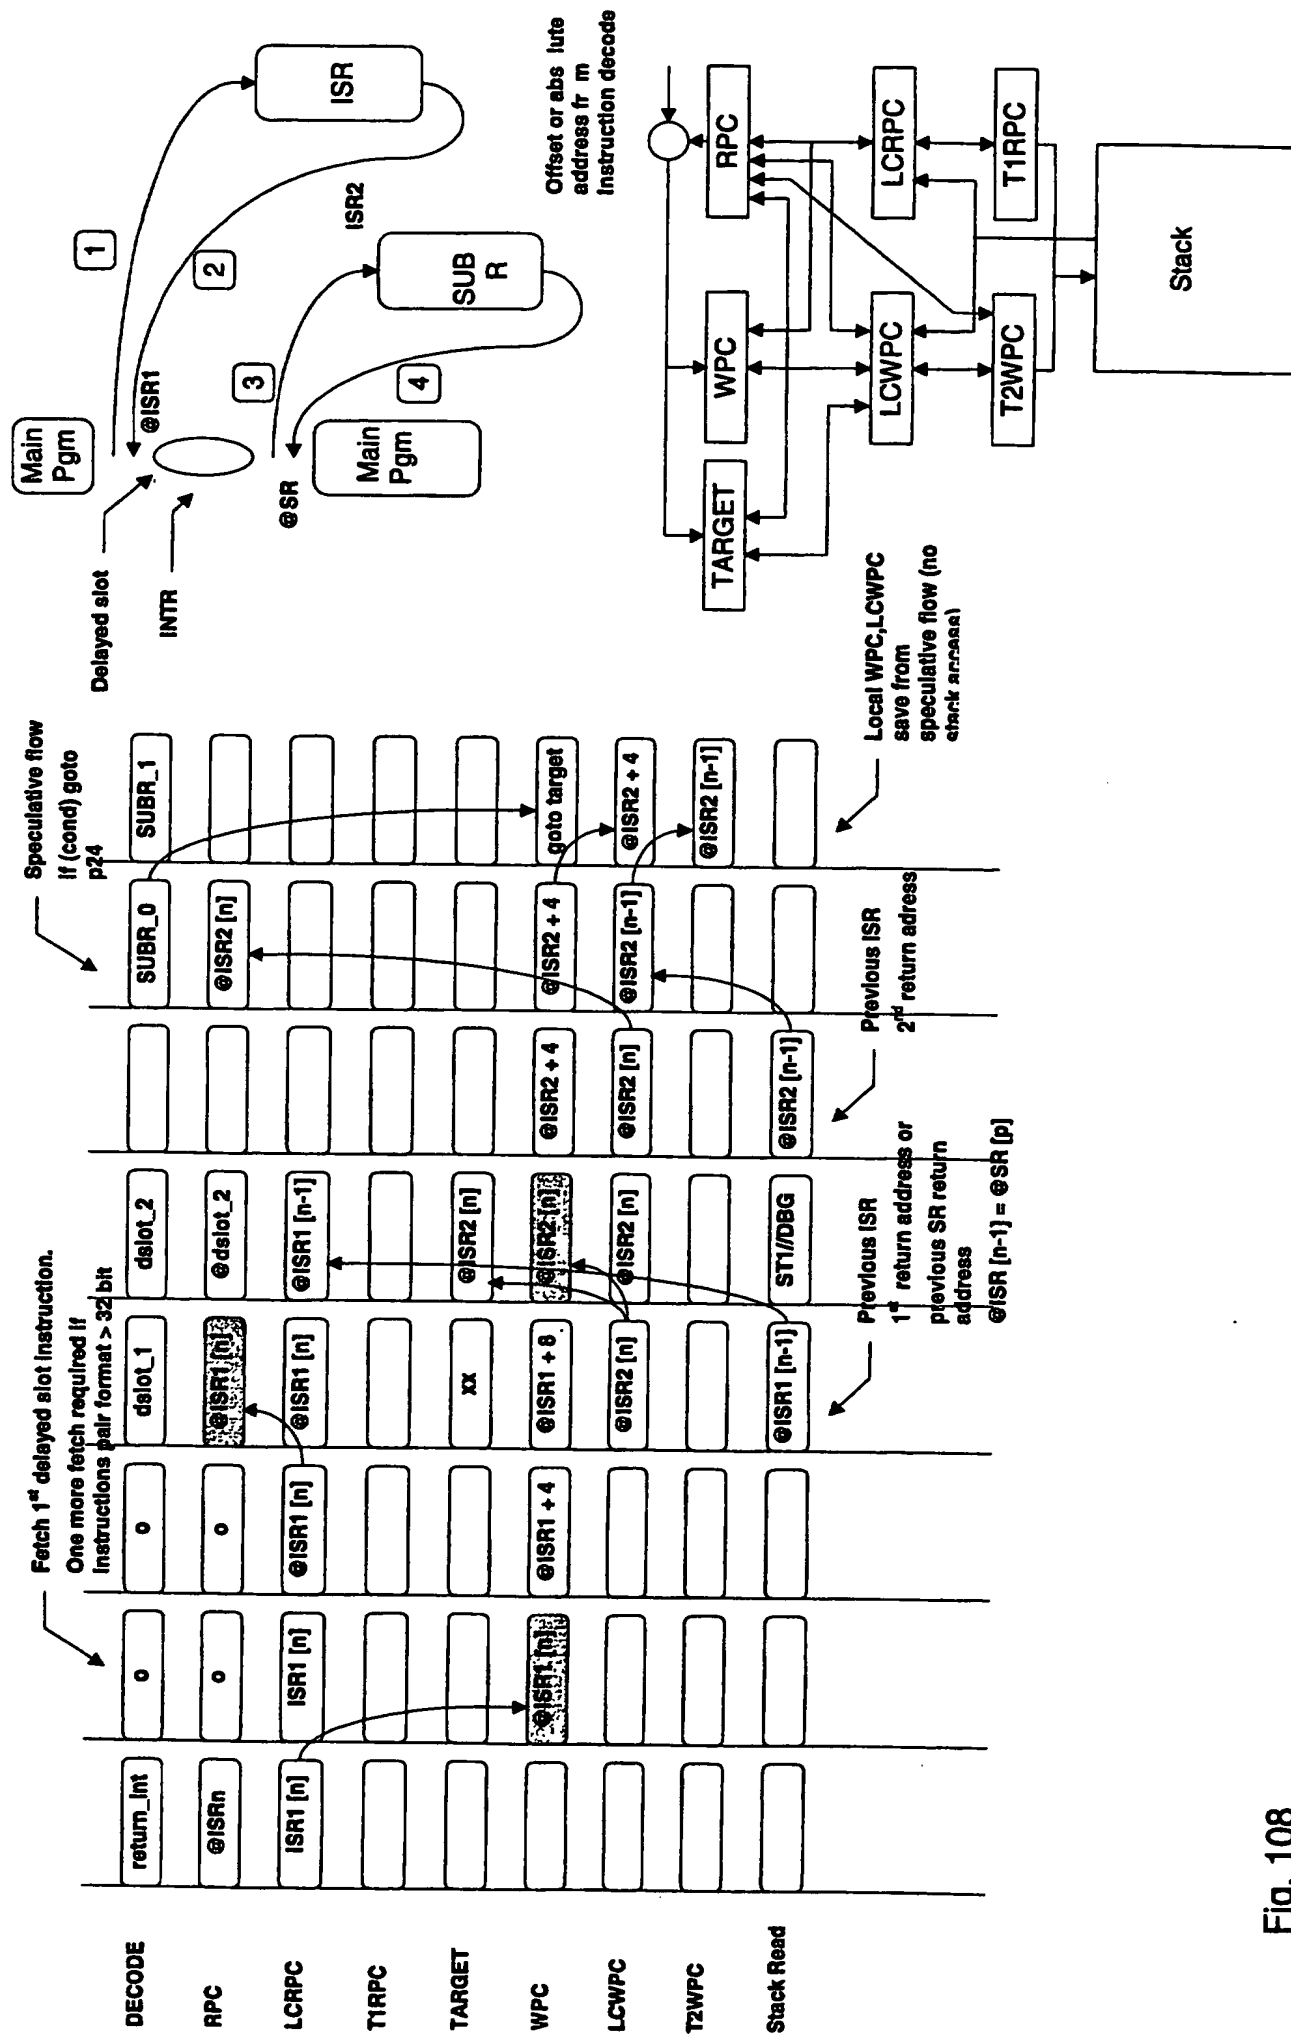 Fetch 1st delayed slot instruction.
One more fetch required if
instructions pair format > 32 bit
Speculative flow
If (cond) goto
p24
DECODE return_int o o dslot_1 dslot_2 SUBR_0 SUBR_1
RPC @ISRn o o @ISR1 [n] @dslot_2 @ISR2 [n]
LCRPC ISR1 [n] ISR1 [n] @ISR1 [n] @ISR1 [n] @ISR1 [n-1]
T1RPC
TARGET xx @ISR2 [n]
WPC @ISR1 [n] @ISR1 + 4 @ISR1 + 8 @ISR2 [n] @ISR2 + 4 @ISR2 + 4 goto target
LCWPC @ISR2 [n] @ISR2 [n] @ISR2 [n] @ISR2 [n-1] @ISR2 + 4
T2WPC @ISR2 [n-1]
Stack Read @ISR1 [n-1] ST1//DBG @ISR2 [n-1]
Previous ISR
1st return address or
previous SR return
address
@ISR [n-1] = @SR [p]
Previous ISR
2nd return adress
Local WPC,LCWPC
save from
speculative flow (no
stack access)
Main
Pgm
1
@ISR1
2
ISR
Delayed slot
INTR
3
ISR2
@SR
4
SUB
R
Main
Pgm
Offset or abs lute
address fr m
instruction decode
TARGET
WPC
RPC
LCWPC
LCRPC
T2WPC
T1RPC
Stack
Fig. 108